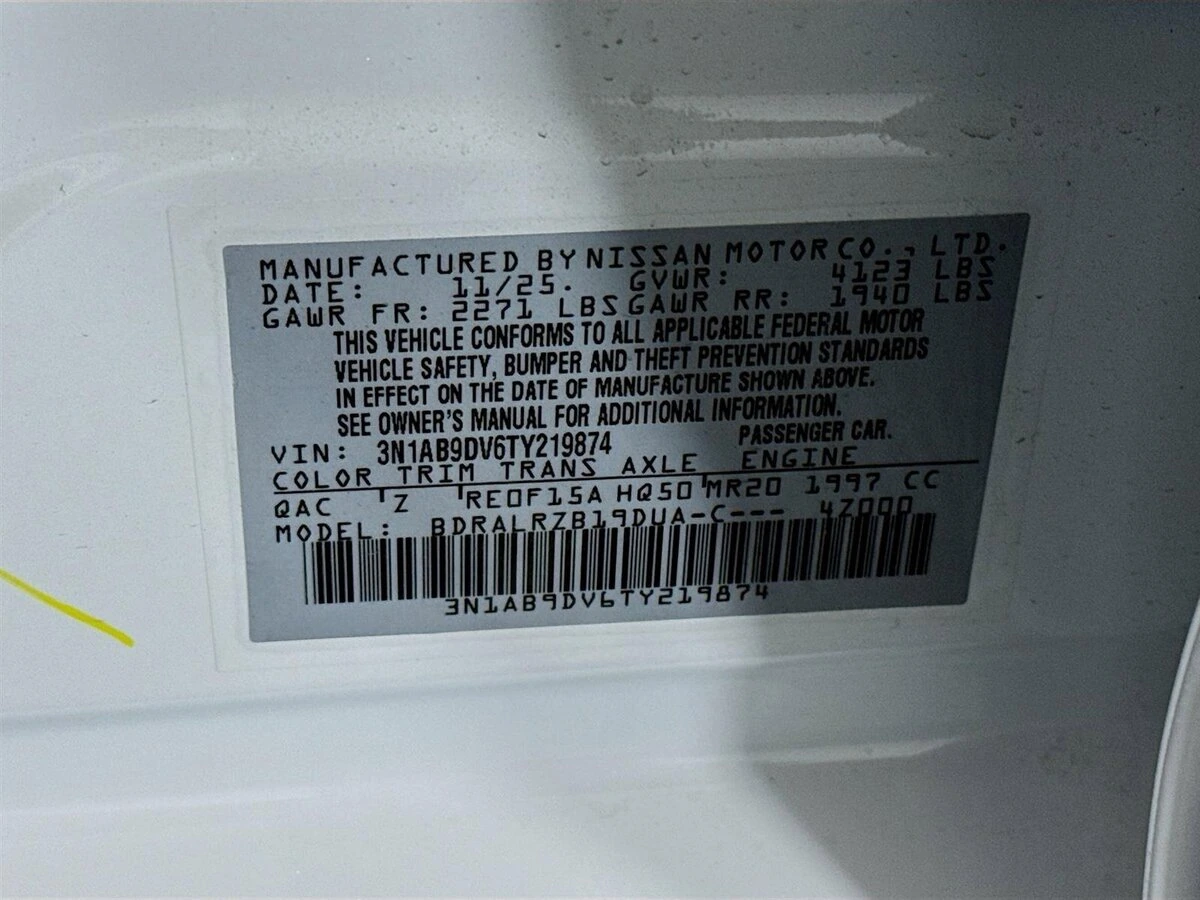 MANUFACTURED BY NISSAN MOTOR CO., LTD.
DATE: 11/25. GVWR: 4123 LBS
GAWR FR: 2271 LBS GAWR RR: 1940 LBS
THIS VEHICLE CONFORMS TO ALL APPLICABLE FEDERAL MOTOR
VEHICLE SAFETY, BUMPER AND THEFT PREVENTION STANDARDS
IN EFFECT ON THE DATE OF MANUFACTURE SHOWN ABOVE.
SEE OWNER'S MANUAL FOR ADDITIONAL INFORMATION.
VIN: 3N1AB9DV6TY219874 PASSENGER CAR.
COLOR TRIM TRANS AXLE ENGINE
QAC Z RE0F15A HQ50 MR20 1997 CC
MODEL: BDRALRZB19DUA-C--- 4Z000
3N1AB9DV6TY219874